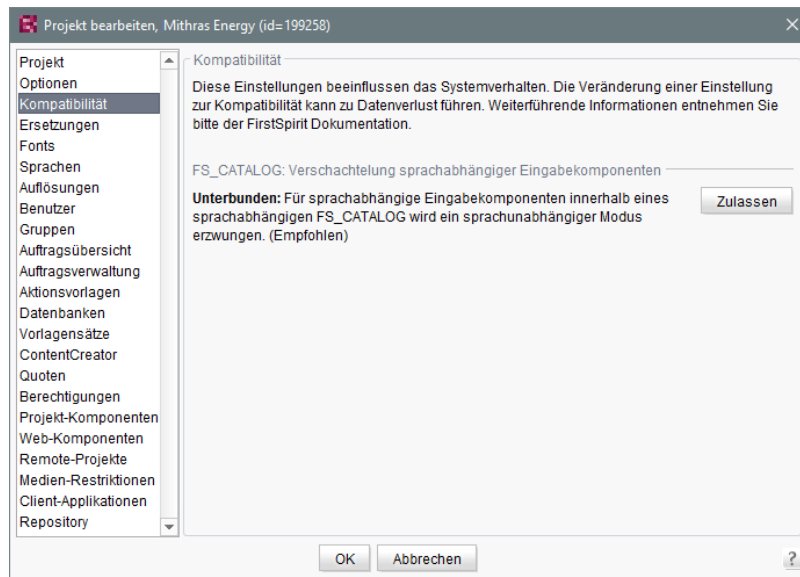 Projekt bearbeiten, Mithras Energy (id=199258)
Projekt
Optionen
Kompatibilität
Ersetzungen
Fonts
Sprachen
Auflösungen
Benutzer
Gruppen
Auftragsübersicht
Auftragsverwaltung
Aktionsvorlagen
Datenbanken
Vorlagensätze
ContentCreator
Quoten
Berechtigungen
Projekt-Komponenten
Web-Komponenten
Remote-Projekte
Medien-Restriktionen
Client-Applikationen
Repository
Kompatibilität
Diese Einstellungen beeinflussen das Systemverhalten. Die Veränderung einer Einstellung
zur Kompatibilität kann zu Datenverlust führen. Weiterführende Informationen entnehmen Sie
bitte der FirstSpirit Dokumentation.
FS_CATALOG: Verschachtelung sprachabhängiger Eingabekomponenten
Unterbunden: Für sprachabhängige Eingabekomponenten innerhalb eines
sprachabhängigen FS_CATALOG wird ein sprachunabhängiger Modus
erzwungen. (Empfohlen)
Zulassen
OK
Abbrechen
?